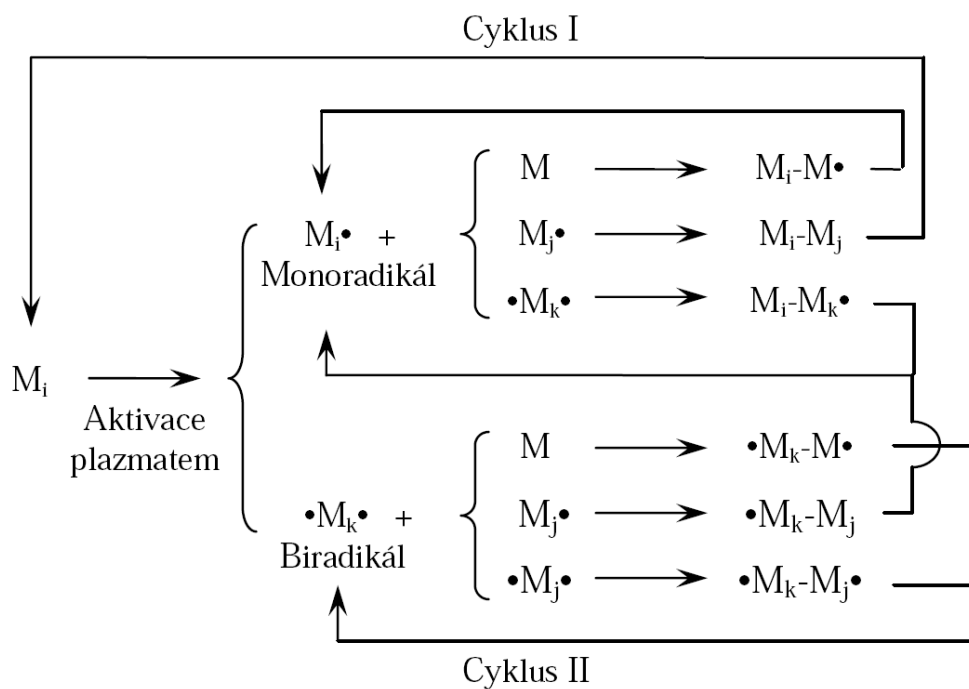 Cyklus I
M → Mᵢ-M•
Mᵢ• + Mⱼ• → Mᵢ-Mⱼ
Monoradikál
•Mₖ• → Mᵢ-Mₖ•
Mᵢ →
Aktivace
plazmatem
M → •Mₖ-M•
•Mₖ• + Mⱼ• → •Mₖ-Mⱼ
Biradikál
•Mⱼ• → •Mₖ-Mⱼ•
Cyklus II